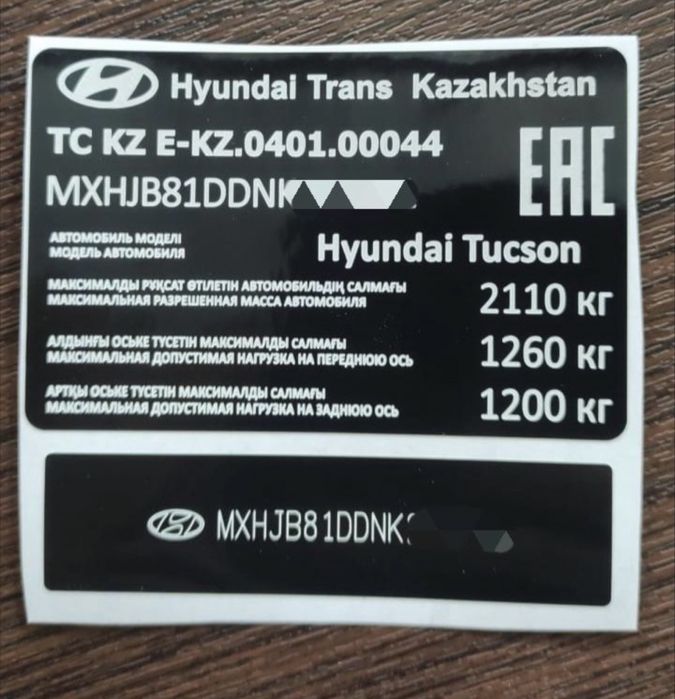 Hyundai Trans Kazakhstan
TC KZ E-KZ.0401.00044
EAC
MXHJB81DDNK
АВТОМОБИЛЬ МОДЕЛІ
МОДЕЛЬ АВТОМОБИЛЯ
Hyundai Tucson
МАКСИМАЛДЫ РҰҚСАТ ӨТІЛЕТІН АВТОМОБИЛЬДІҢ САЛМАҒЫ
МАКСИМАЛЬНАЯ РАЗРЕШЕННАЯ МАССА АВТОМОБИЛЯ
2110 кг
АЛДЫҢҒЫ ОСЬКЕ ТҮСЕТІН МАКСИМАЛДЫ САЛМАҒЫ
МАКСИМАЛЬНАЯ ДОПУСТИМАЯ НАГРУЗКА НА ПЕРЕДНЮЮ ОСЬ
1260 кг
АРТҚЫ ОСЬКЕ ТҮСЕТІН МАКСИМАЛДЫ САЛМАҒЫ
МАКСИМАЛЬНАЯ ДОПУСТИМАЯ НАГРУЗКА НА ЗАДНЮЮ ОСЬ
1200 кг
MXHJB81DDNK